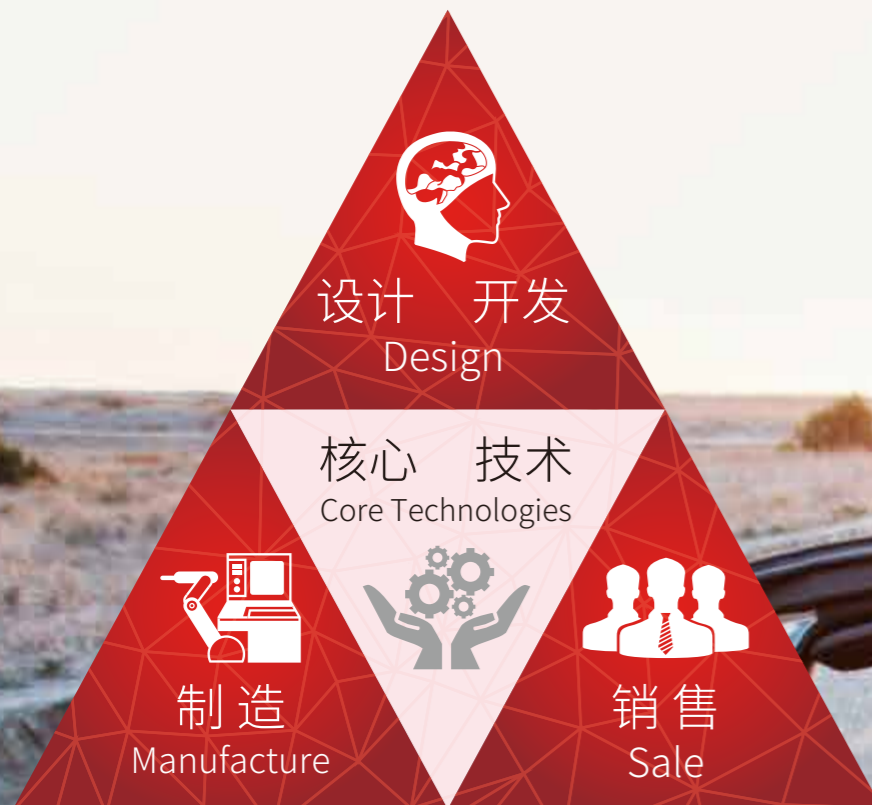 设计 开发
Design
核心 技术
Core Technologies
制造
Manufacture
销售
Sale